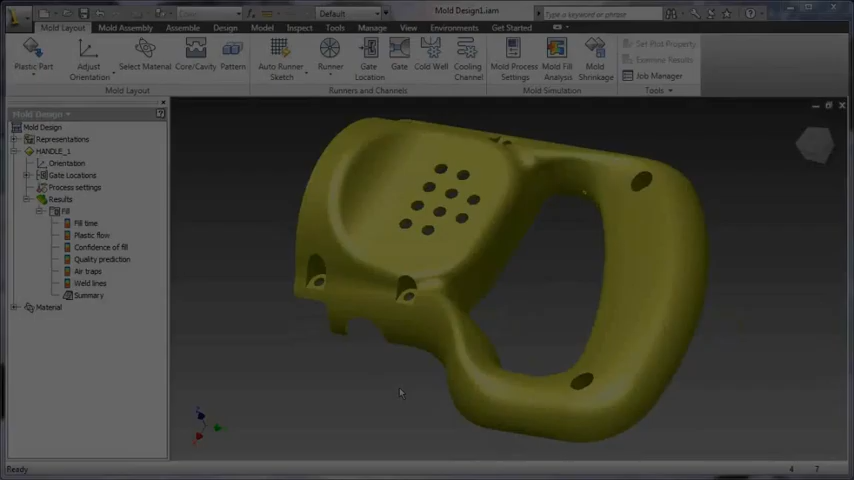 Default
Mold Design1.iam
Type a keyword or phrase
Mold Layout Mold Assembly Assemble Design Model Inspect Tools Manage View Environments Get Started
Plastic Part
Adjust Orientation
Select Material
Core/Cavity
Pattern
Auto Runner Sketch
Runner
Gate Location
Gate
Cold Well
Cooling Channel
Mold Process Settings
Mold Fill Analysis
Mold Shrinkage
Set Plot Property
Examine Results
Job Manager
Mold Layout
Runners and Channels
Mold Simulation
Tools
Mold Design
Mold Design
Representations
HANDLE_1
Orientation
Gate Locations
Process settings
Results
Fill
Fill time
Plastic flow
Confidence of fill
Quality prediction
Air traps
Weld lines
Summary
Material
Z
Ready
4 7